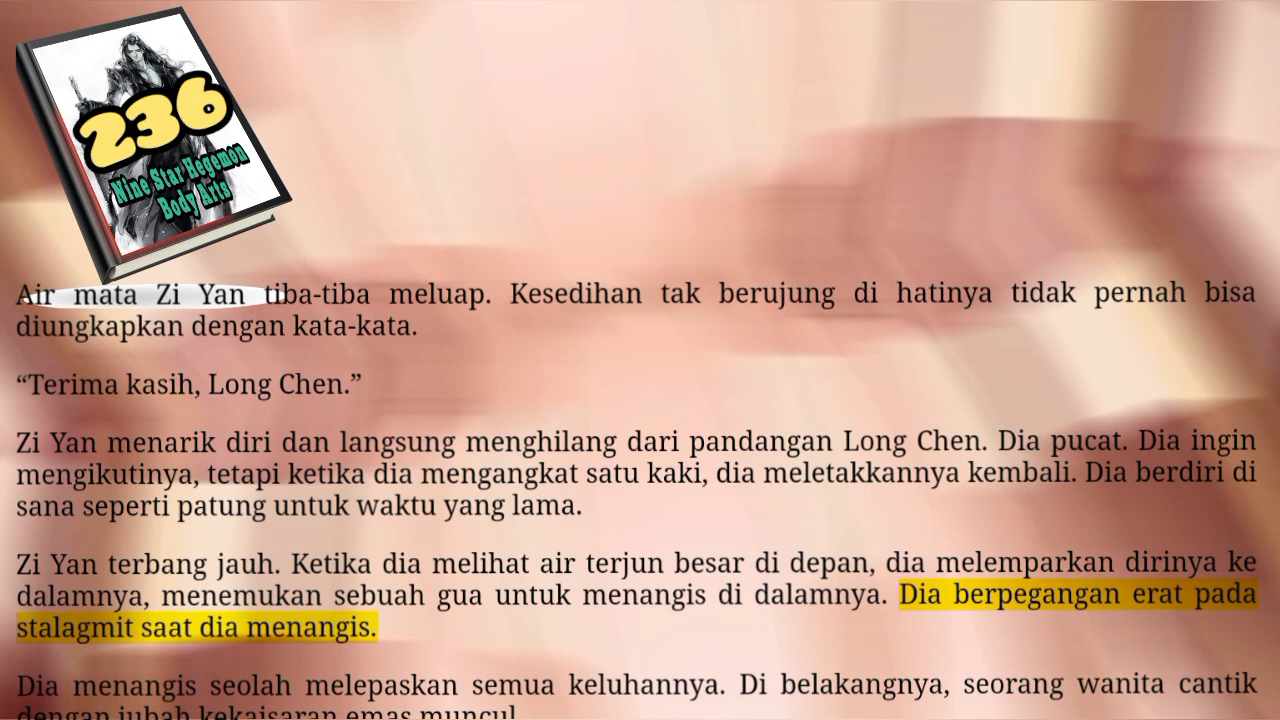 236
Nine Star Hegemon
Body Arts
Air mata Zi Yan tiba-tiba meluap. Kesedihan tak berujung di hatinya tidak pernah bisa
diungkapkan dengan kata-kata.
“Terima kasih, Long Chen.”
Zi Yan menarik diri dan langsung menghilang dari pandangan Long Chen. Dia pucat. Dia ingin
mengikutinya, tetapi ketika dia mengangkat satu kaki, dia meletakkannya kembali. Dia berdiri di
sana seperti patung untuk waktu yang lama.
Zi Yan terbang jauh. Ketika dia melihat air terjun besar di depan, dia melemparkan dirinya ke
dalamnya, menemukan sebuah gua untuk menangis di dalamnya. Dia berpegangan erat pada
stalagmit saat dia menangis.
Dia menangis seolah melepaskan semua keluhannya. Di belakangnya, seorang wanita cantik
dengan jubah kekaisaran emas muncul.